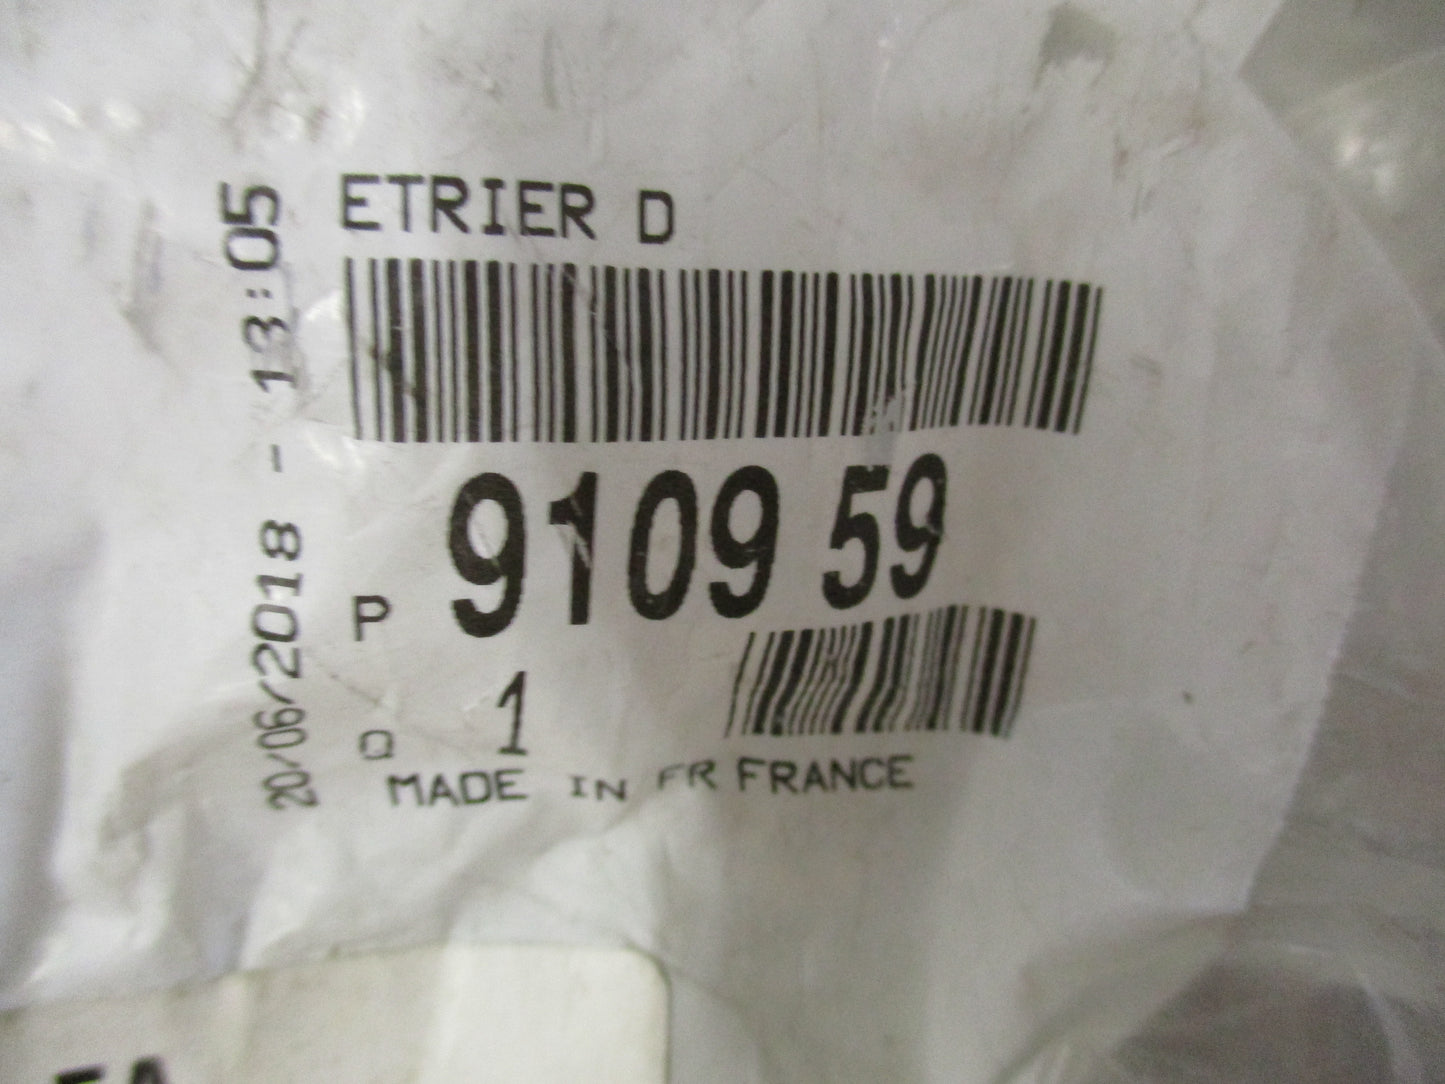 ETRIER D
20/06/2018 - 13:05
P 9109 59
Q 1
MADE IN FR FRANCE